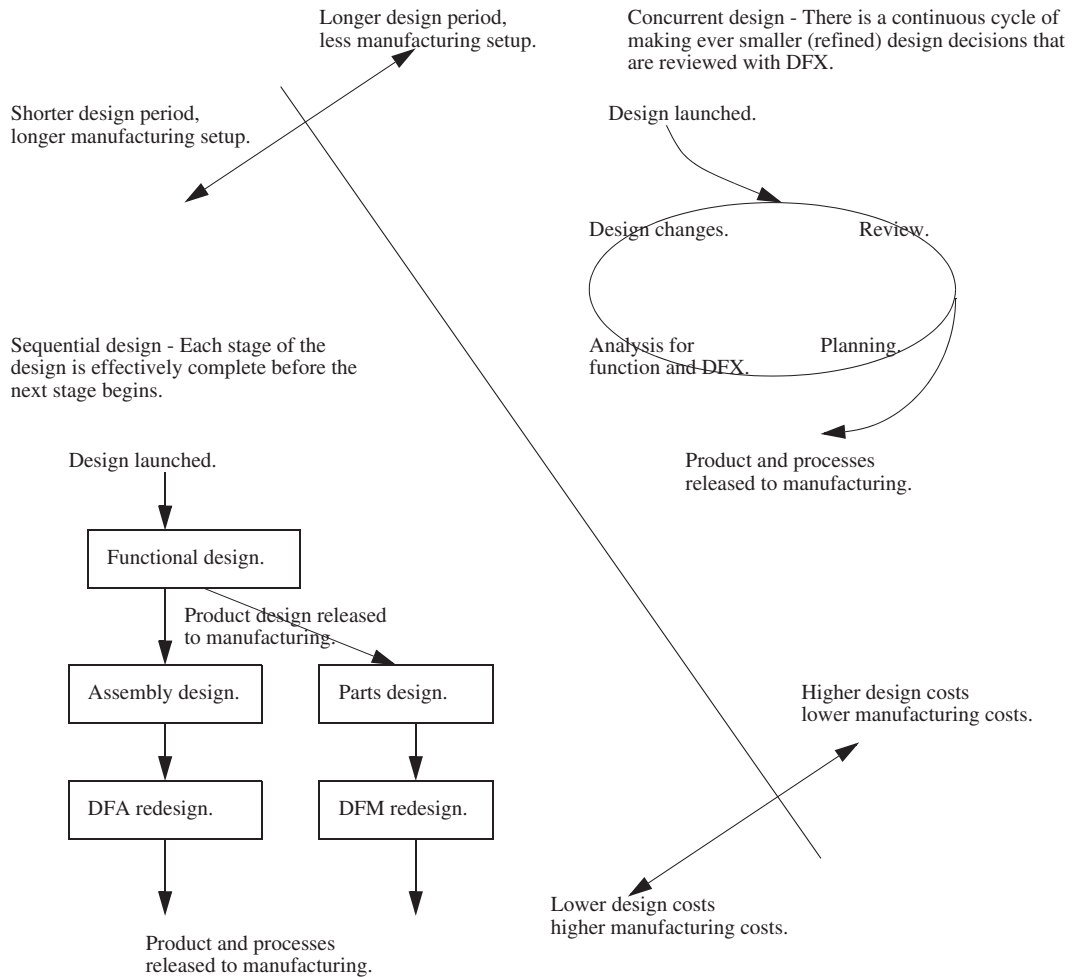 Longer design period,
less manufacturing setup.
Concurrent design - There is a continuous cycle of
making ever smaller (refined) design decisions that
are reviewed with DFX.
Shorter design period,
longer manufacturing setup.
Design launched.
Design changes.
Review.
Analysis for
function and DFX.
Planning.
Product and processes
released to manufacturing.
Sequential design - Each stage of the
design is effectively complete before the
next stage begins.
Design launched.
Functional design.
Product design released
to manufacturing.
Assembly design.
Parts design.
DFA redesign.
DFM redesign.
Product and processes
released to manufacturing.
Higher design costs
lower manufacturing costs.
Lower design costs
higher manufacturing costs.